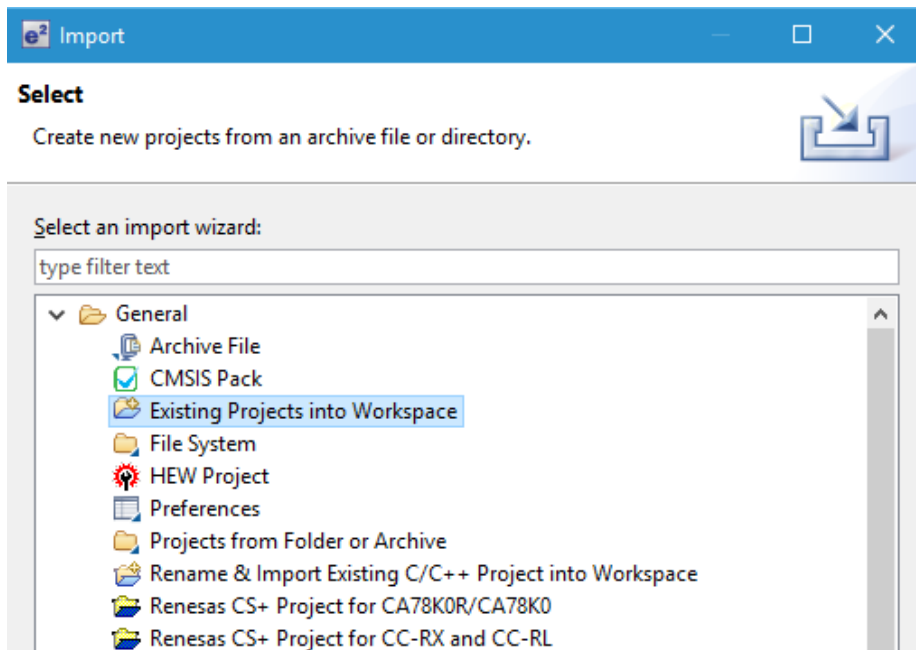 e² Import
Select
Create new projects from an archive file or directory.
Select an import wizard:
type filter text
General
Archive File
CMSIS Pack
Existing Projects into Workspace
File System
HEW Project
Preferences
Projects from Folder or Archive
Rename & Import Existing C/C++ Project into Workspace
Renesas CS+ Project for CA78K0R/CA78K0
Renesas CS+ Project for CC-RX and CC-RL